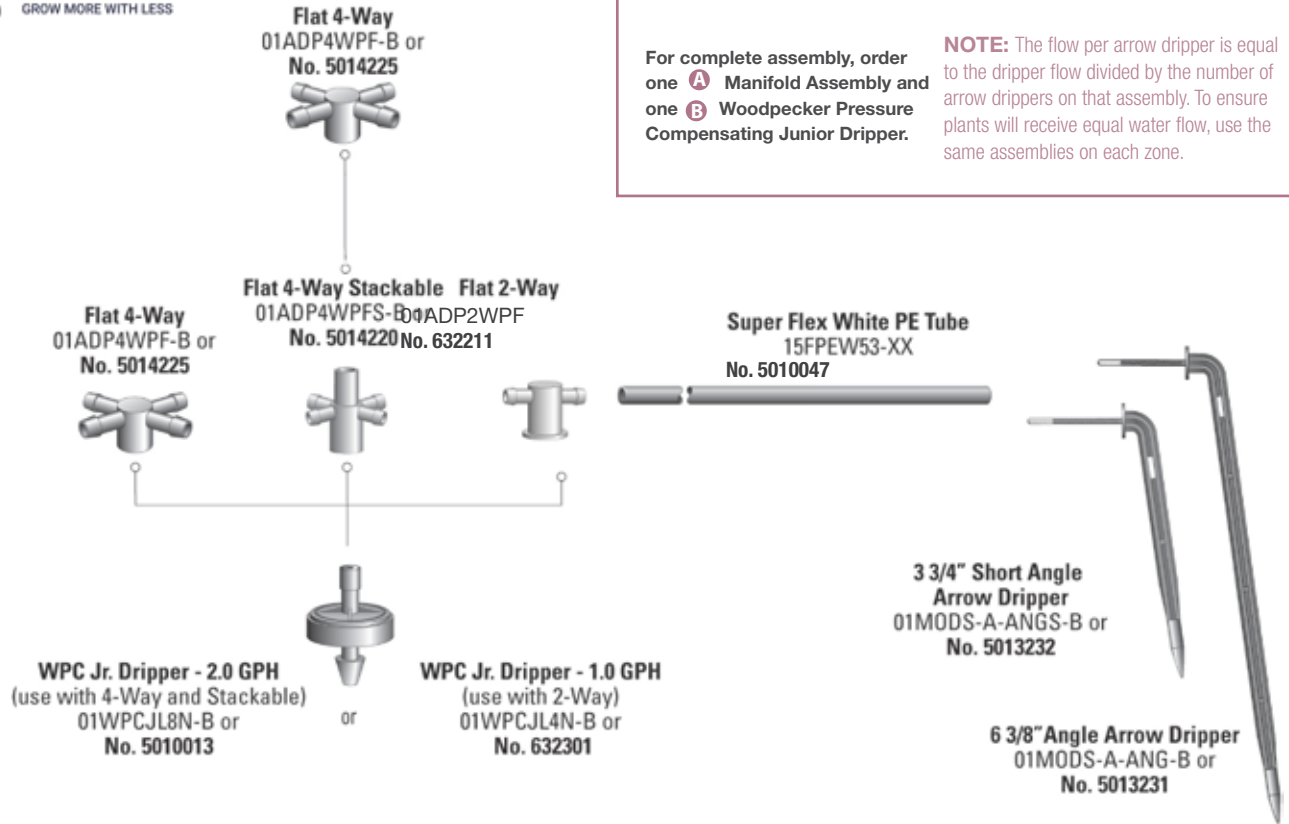 GROW MORE WITH LESS
Flat 4-Way
01ADP4WPF-B or
No. 5014225
For complete assembly, order
one A Manifold Assembly and
one B Woodpecker Pressure
Compensating Junior Dripper.
NOTE: The flow per arrow dripper is equal
to the dripper flow divided by the number of
arrow drippers on that assembly. To ensure
plants will receive equal water flow, use the
same assemblies on each zone.
Flat 4-Way
01ADP4WPF-B or
No. 5014225
Flat 4-Way Stackable
01ADP4WPFS-B or
No. 5014220
Flat 2-Way
01ADP2WPF
No. 632211
Super Flex White PE Tube
15FPEW53-XX
No. 5010047
WPC Jr. Dripper - 2.0 GPH
(use with 4-Way and Stackable)
01WPCJL8N-B or
No. 5010013
or
WPC Jr. Dripper - 1.0 GPH
(use with 2-Way)
01WPCJL4N-B or
No. 632301
3 3/4" Short Angle
Arrow Dripper
01MODS-A-ANGS-B or
No. 5013232
6 3/8"Angle Arrow Dripper
01MODS-A-ANG-B or
No. 5013231